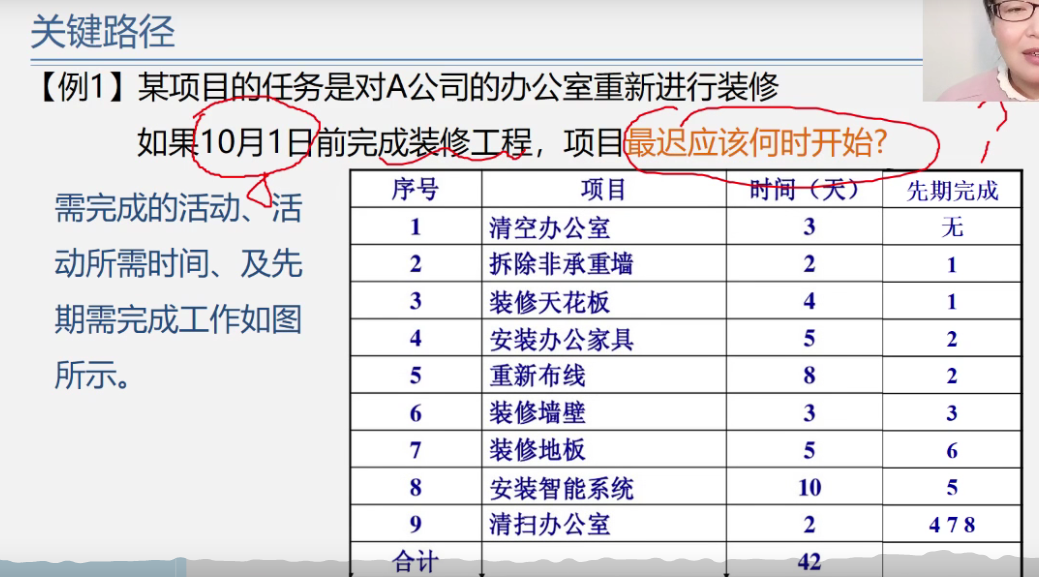 关键路径
【例1】某项目的任务是对A公司的办公室重新进行装修
如果10月1日前完成装修工程，项目最迟应该何时开始?
需完成的活动、活
动所需时间、及先
期需完成工作如图
所示。
序号 项目 时间（天） 先期完成
1 清空办公室 3 无
2 拆除非承重墙 2 1
3 装修天花板 4 1
4 安装办公家具 5 2
5 重新布线 8 2
6 装修墙壁 3 3
7 装修地板 5 6
8 安装智能系统 10 5
9 清扫办公室 2 4 7 8
合计 42